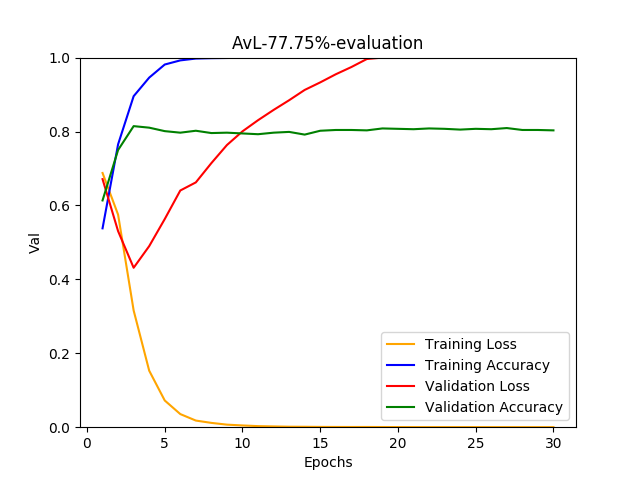 AvL-77.75%-evaluation
1.0
0.8
0.6
0.4
0.2
0.0
Val
0 5 10 15 20 25 30
Epochs
Training Loss
Training Accuracy
Validation Loss
Validation Accuracy